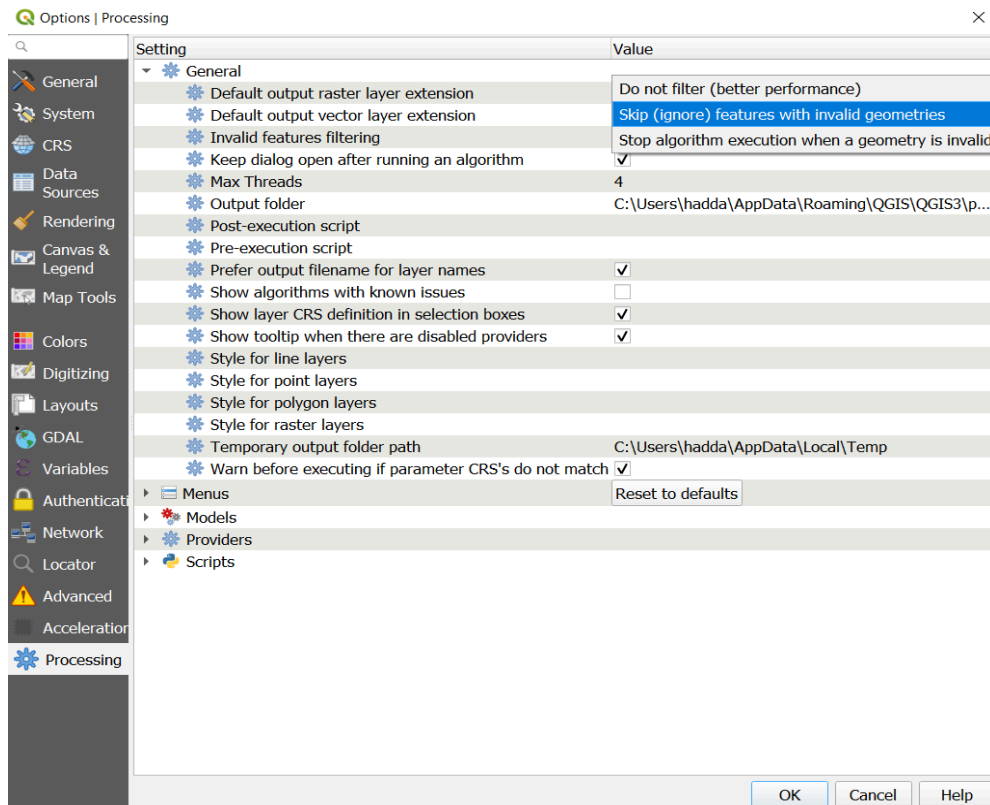 Options | Processing
Setting Value
General
Default output raster layer extension
Do not filter (better performance)
Default output vector layer extension
Skip (ignore) features with invalid geometries
Invalid features filtering
Stop algorithm execution when a geometry is invalid
Keep dialog open after running an algorithm
Max Threads 4
Output folder C:\Users\hadda\AppData\Roaming\QGIS\QGIS3\p...
Post-execution script
Pre-execution script
Prefer output filename for layer names
Show algorithms with known issues
Show layer CRS definition in selection boxes
Show tooltip when there are disabled providers
Style for line layers
Style for point layers
Style for polygon layers
Style for raster layers
Temporary output folder path C:\Users\hadda\AppData\Local\Temp
Warn before executing if parameter CRS's do not match
Menus Reset to defaults
Models
Providers
Scripts
General
System
CRS
Data
Sources
Rendering
Canvas &
Legend
Map Tools
Colors
Digitizing
Layouts
GDAL
Variables
Authenticati
Network
Locator
Advanced
Acceleration
Processing
OK Cancel Help